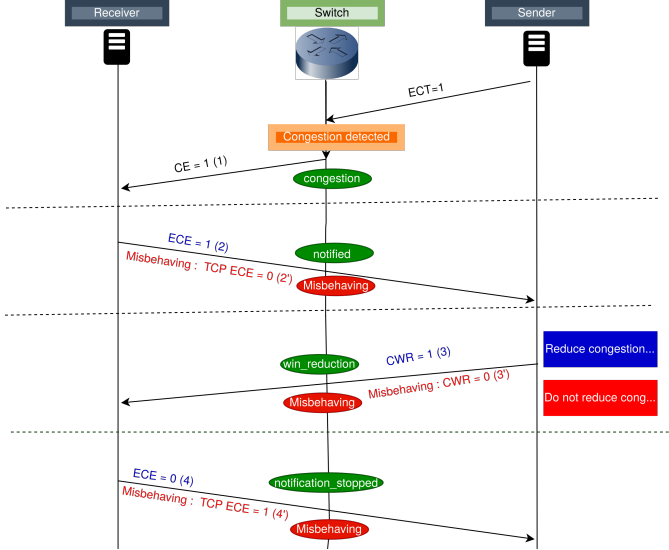 Receiver
Switch
Sender
ECT=1
Congestion detected
CE = 1 (1)
congestion
ECE = 1 (2)
notified
Misbehaving : TCP ECE = 0 (2')
Misbehaving
Reduce congestion...
CWR = 1 (3)
win_reduction
Misbehaving : CWR = 0 (3')
Misbehaving
Do not reduce cong...
ECE = 0 (4)
notification_stopped
Misbehaving : TCP ECE = 1 (4')
Misbehaving